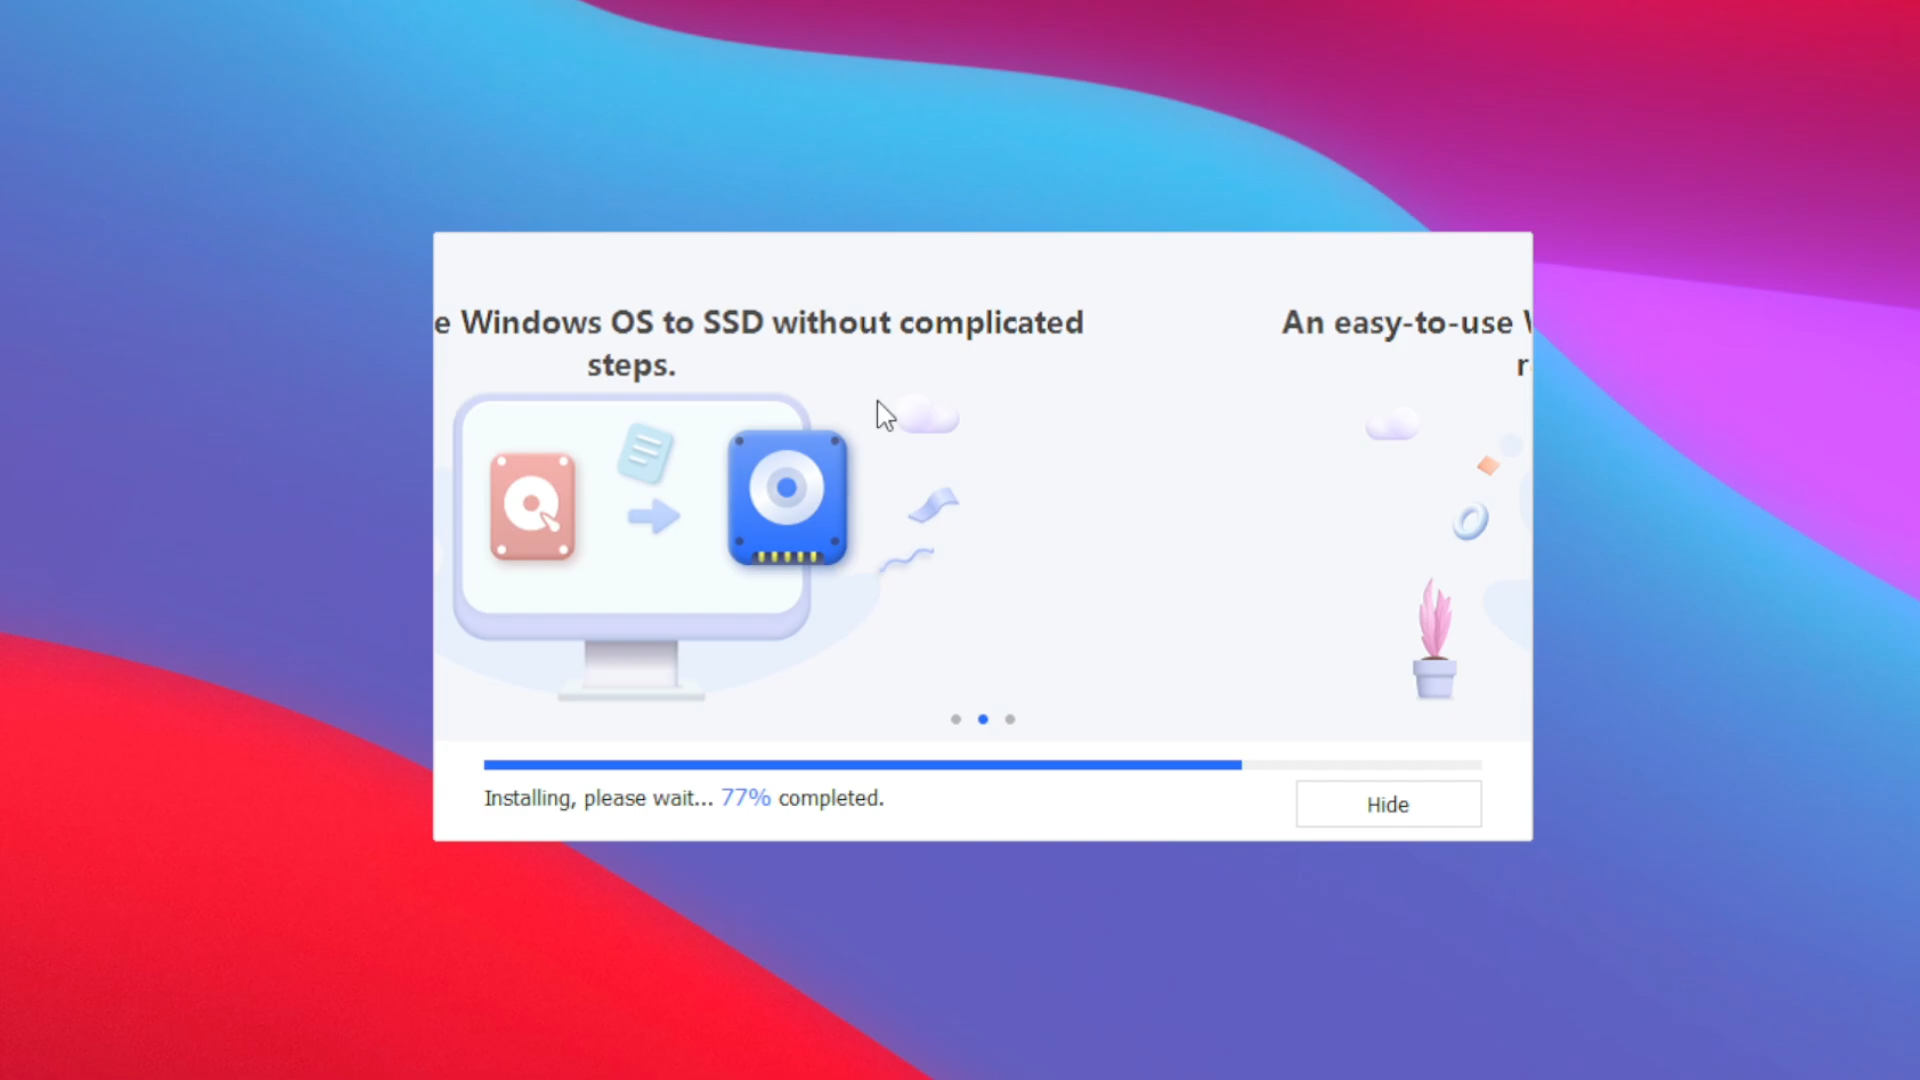 e Windows OS to SSD without complicated
steps.
An easy-to-use
Installing, please wait... 77% completed.
Hide